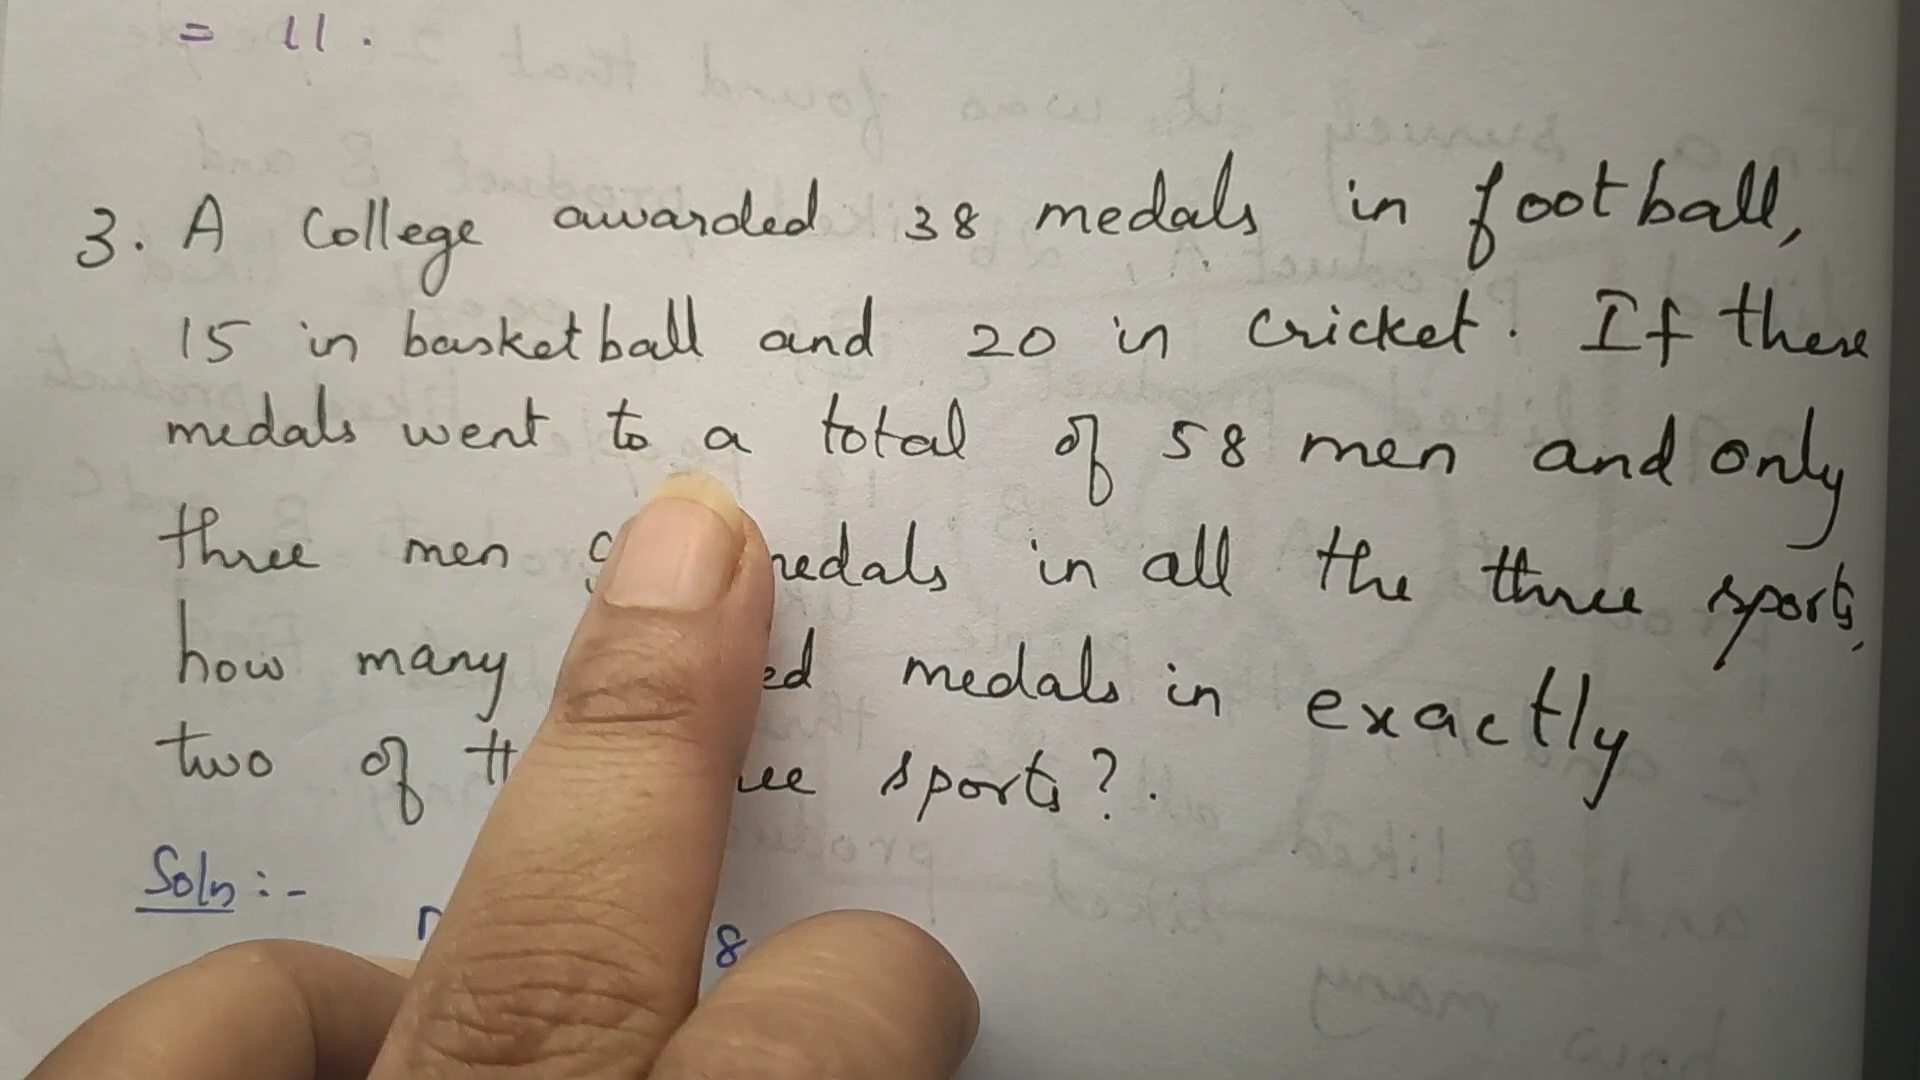 = 11.
3. A College awarded 38 medals in football,
15 in basketball and 20 in cricket. If these
medals went to a total of 58 men and only
three men medals in all the three sports,
how many medals in exactly
two of sports?.
Soln :-
8